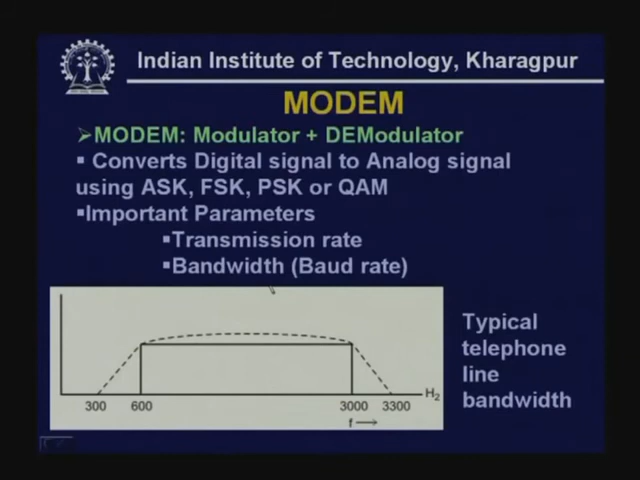 Indian Institute of Technology, Kharagpur
MODEM
➢MODEM: Modulator + DEModulator
▪ Converts Digital signal to Analog signal
using ASK, FSK, PSK or QAM
▪Important Parameters
▪Transmission rate
▪Bandwidth (Baud rate)
Typical
telephone
line
bandwidth
H2
300 600 3000 3300
f